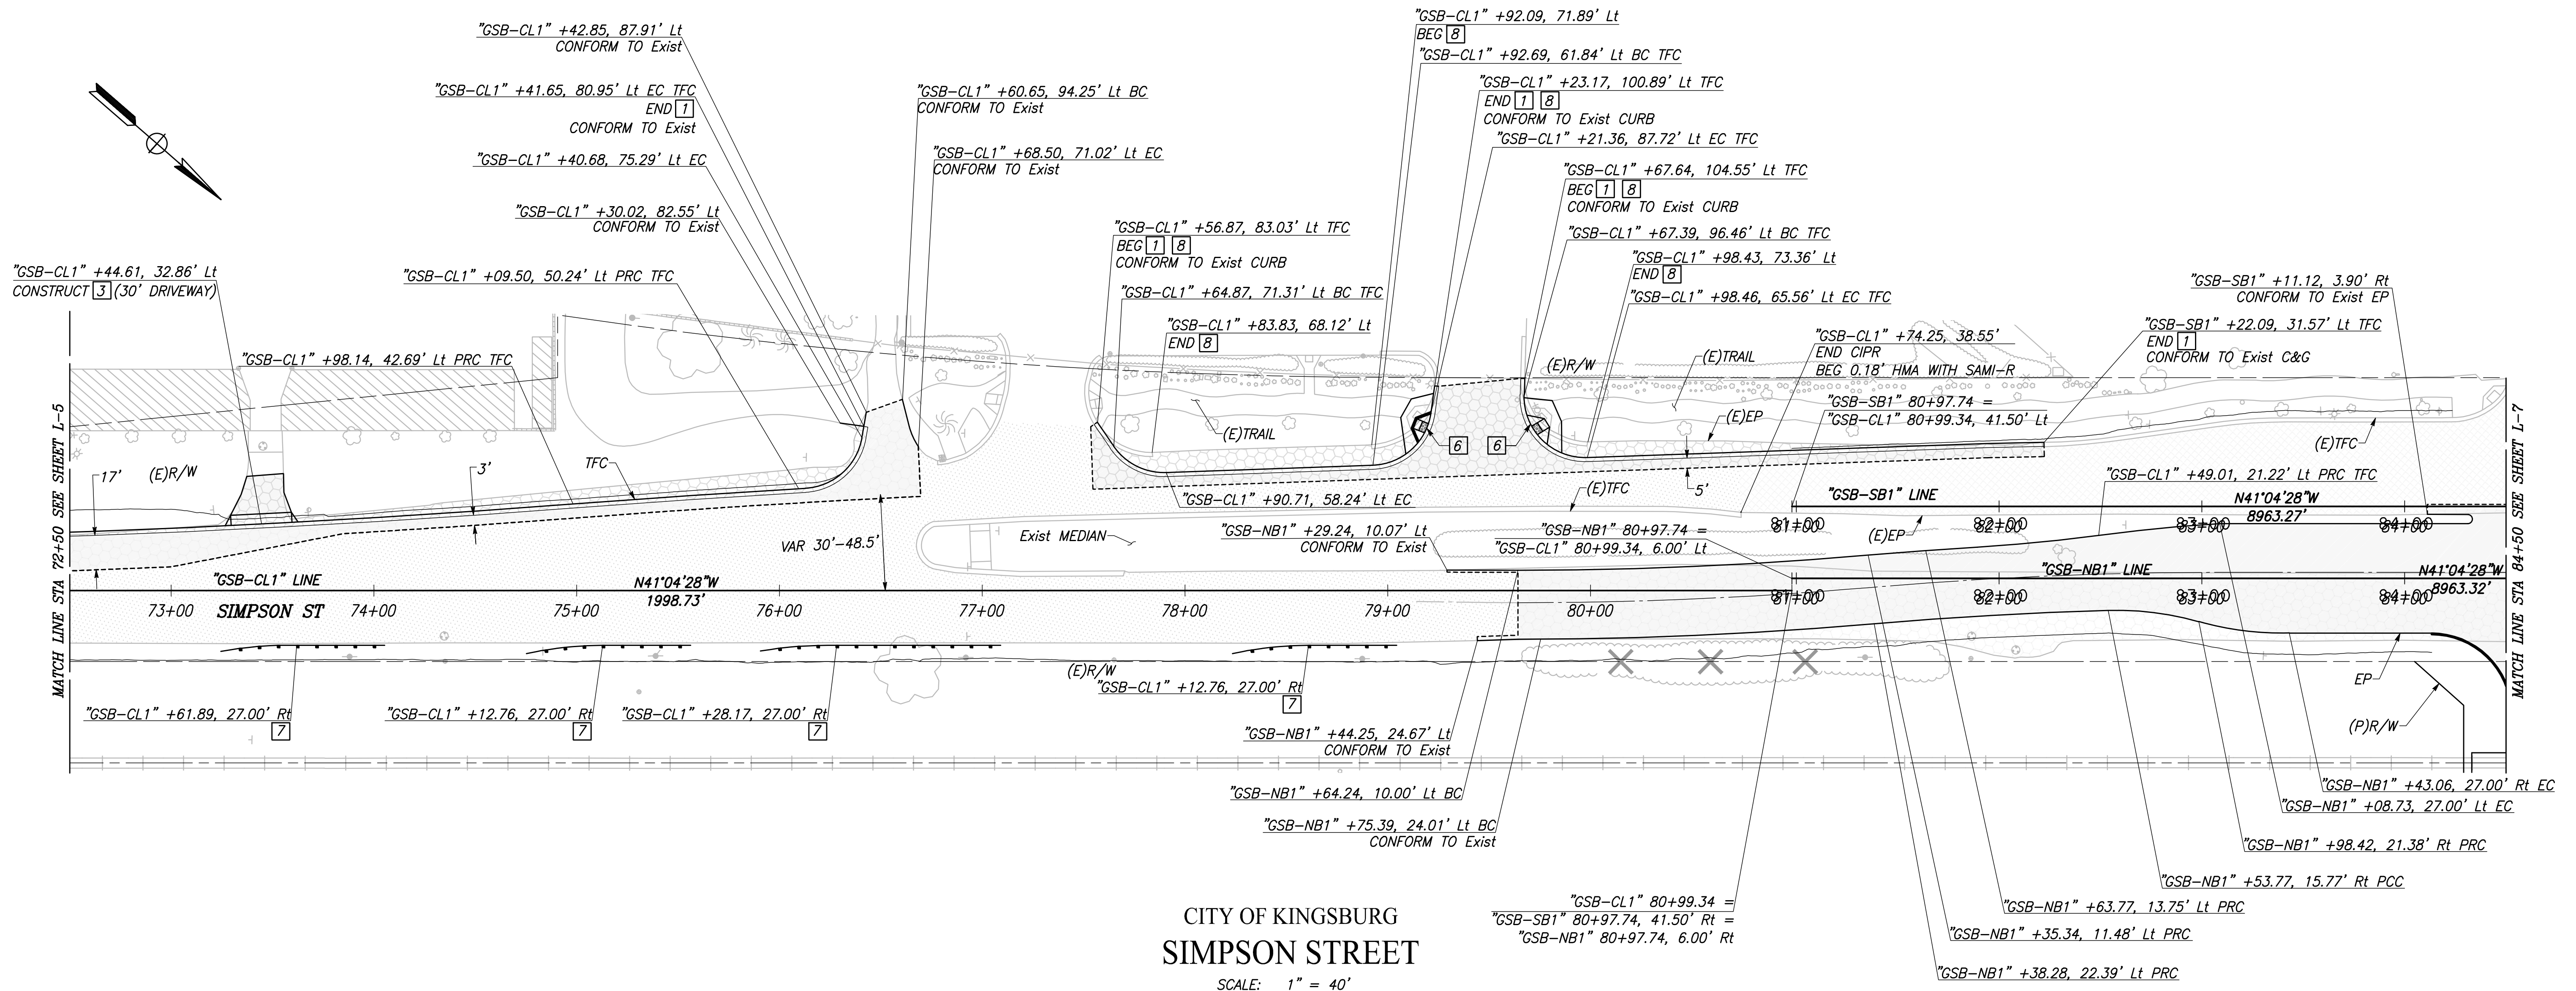 "GSB-CL1" +42.85, 87.91' Lt
CONFORM TO Exist
"GSB-CL1" +41.65, 80.95' Lt EC TFC
END 1
CONFORM TO Exist
"GSB-CL1" +40.68, 75.29' Lt EC
"GSB-CL1" +30.02, 82.55' Lt
CONFORM TO Exist
"GSB-CL1" +44.61, 32.86' Lt
CONSTRUCT 3 (30' DRIVEWAY)
"GSB-CL1" +09.50, 50.24' Lt PRC TFC
"GSB-CL1" +98.14, 42.69' Lt PRC TFC
"GSB-CL1" +60.65, 94.25' Lt BC
CONFORM TO Exist
"GSB-CL1" +68.50, 71.02' Lt EC
CONFORM TO Exist
"GSB-CL1" +56.87, 83.03' Lt TFC
BEG 1 8
CONFORM TO Exist CURB
"GSB-CL1" +64.87, 71.31' Lt BC TFC
"GSB-CL1" +83.83, 68.12' Lt
END 8
"GSB-CL1" +92.09, 71.89' Lt
BEG 8
"GSB-CL1" +92.69, 61.84' Lt BC TFC
"GSB-CL1" +23.17, 100.89' Lt TFC
END 1 8
CONFORM TO Exist CURB
"GSB-CL1" +21.36, 87.72' Lt EC TFC
"GSB-CL1" +67.64, 104.55' Lt TFC
BEG 1 8
CONFORM TO Exist CURB
"GSB-CL1" +67.39, 96.46' Lt BC TFC
"GSB-CL1" +98.43, 73.36' Lt
END 8
"GSB-CL1" +98.46, 65.56' Lt EC TFC
"GSB-CL1" +74.25, 38.55'
END CIPR
BEG 0.18' HMA WITH SAMI-R
"GSB-SB1" 80+97.74 =
"GSB-CL1" 80+99.34, 41.50' Lt
"GSB-SB1" +11.12, 3.90' Rt
CONFORM TO Exist EP
"GSB-SB1" +22.09, 31.57' Lt TFC
END 1
CONFORM TO Exist C&G
(E)R/W
(E)TRAIL
(E)TRAIL
(E)EP
(E)TFC
6
6
MATCH LINE STA 72+50 SEE SHEET L-5
17'
(E)R/W
3'
TFC
"GSB-CL1" +90.71, 58.24' Lt EC
(E)TFC
5'
"GSB-CL1" +49.01, 21.22' Lt PRC TFC
"GSB-SB1" LINE
N41°04'28"W
8963.27'
81+00
82+00
83+00
84+00
VAR 30'-48.5'
Exist MEDIAN
"GSB-NB1" +29.24, 10.07' Lt
CONFORM TO Exist
"GSB-NB1" 80+97.74 =
"GSB-CL1" 80+99.34, 6.00' Lt
(E)EP
"GSB-CL1" LINE
N41°04'28"W
1998.73'
"GSB-NB1" LINE
N41°04'28"W
8963.32'
73+00
SIMPSON ST
74+00
75+00
76+00
77+00
78+00
79+00
80+00
81+00
82+00
83+00
84+00
MATCH LINE STA 84+50 SEE SHEET L-7
(E)R/W
"GSB-CL1" +61.89, 27.00' Rt
7
"GSB-CL1" +12.76, 27.00' Rt
7
"GSB-CL1" +28.17, 27.00' Rt
7
"GSB-CL1" +12.76, 27.00' Rt
7
EP
(P)R/W
"GSB-NB1" +44.25, 24.67' Lt
CONFORM TO Exist
"GSB-NB1" +64.24, 10.00' Lt BC
"GSB-NB1" +75.39, 24.01' Lt BC
CONFORM TO Exist
"GSB-NB1" +43.06, 27.00' Rt EC
"GSB-NB1" +08.73, 27.00' Lt EC
"GSB-NB1" +98.42, 21.38' Rt PRC
"GSB-NB1" +53.77, 15.77' Rt PCC
"GSB-NB1" +63.77, 13.75' Lt PRC
"GSB-NB1" +35.34, 11.48' Lt PRC
"GSB-NB1" +38.28, 22.39' Lt PRC
"GSB-CL1" 80+99.34 =
"GSB-SB1" 80+97.74, 41.50' Rt =
"GSB-NB1" 80+97.74, 6.00' Rt
CITY OF KINGSBURG
SIMPSON STREET
SCALE: 1" = 40'